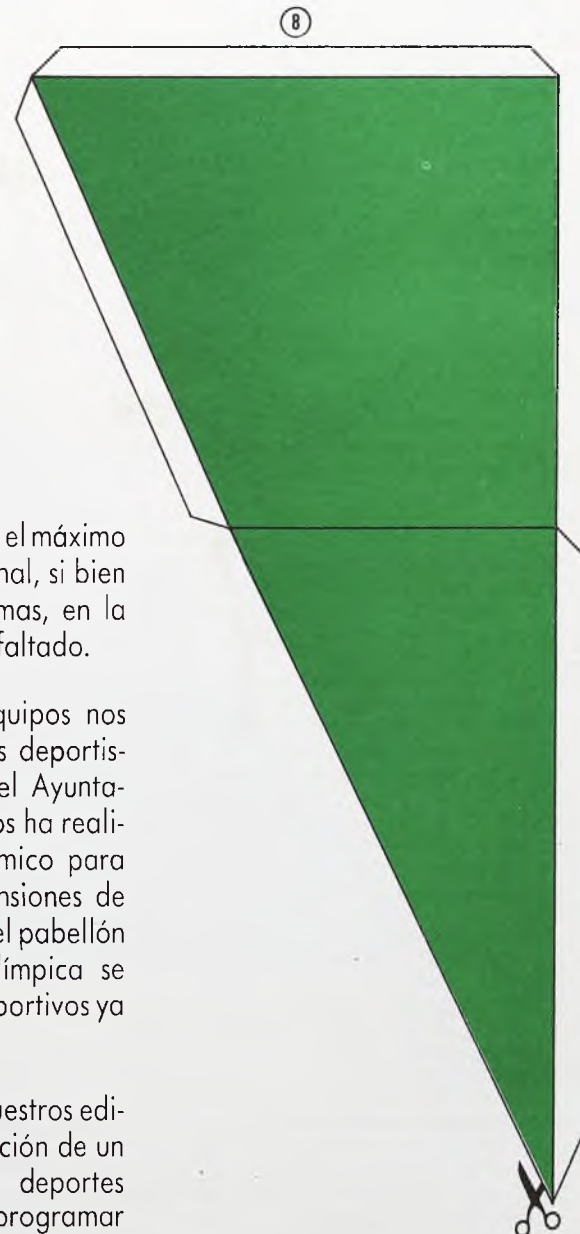 8
el máximo
nal, si bien
mas, en la
faltado.
quipos nos
s deportis-
el Ayunta-
os ha reali-
mico para
nsiones de
el pabellón
límpica se
portivos ya
uestros edi-
ción de un
deportes
programar